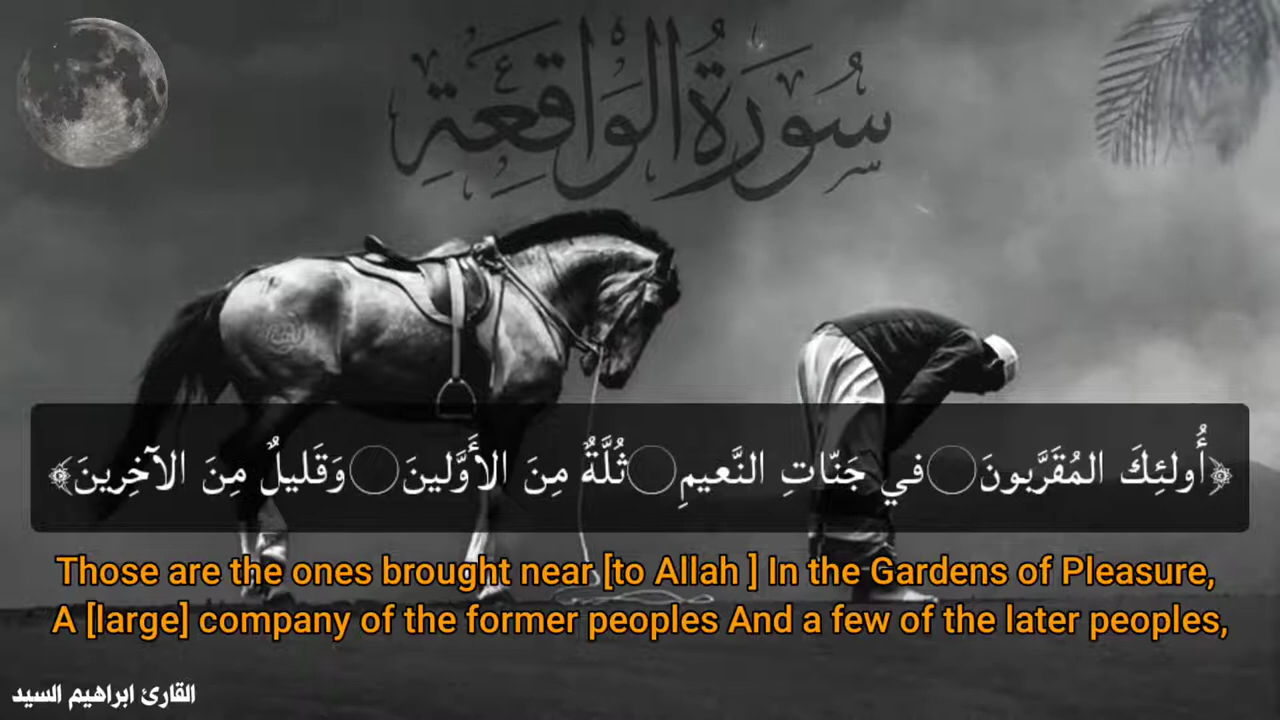 سُورَةُ الْوَاقِعَةِ
﴿أُولئِكَ المُقَرَّبونَ۝في جَنّاتِ النَّعيمِ۝ثُلَّةٌ مِنَ الأَوَّلينَ۝وَقَليلٌ مِنَ الآخِرينَ﴾
Those are the ones brought near [to Allah ] In the Gardens of Pleasure,
A [large] company of the former peoples And a few of the later peoples,
القارئ ابراهيم السيد